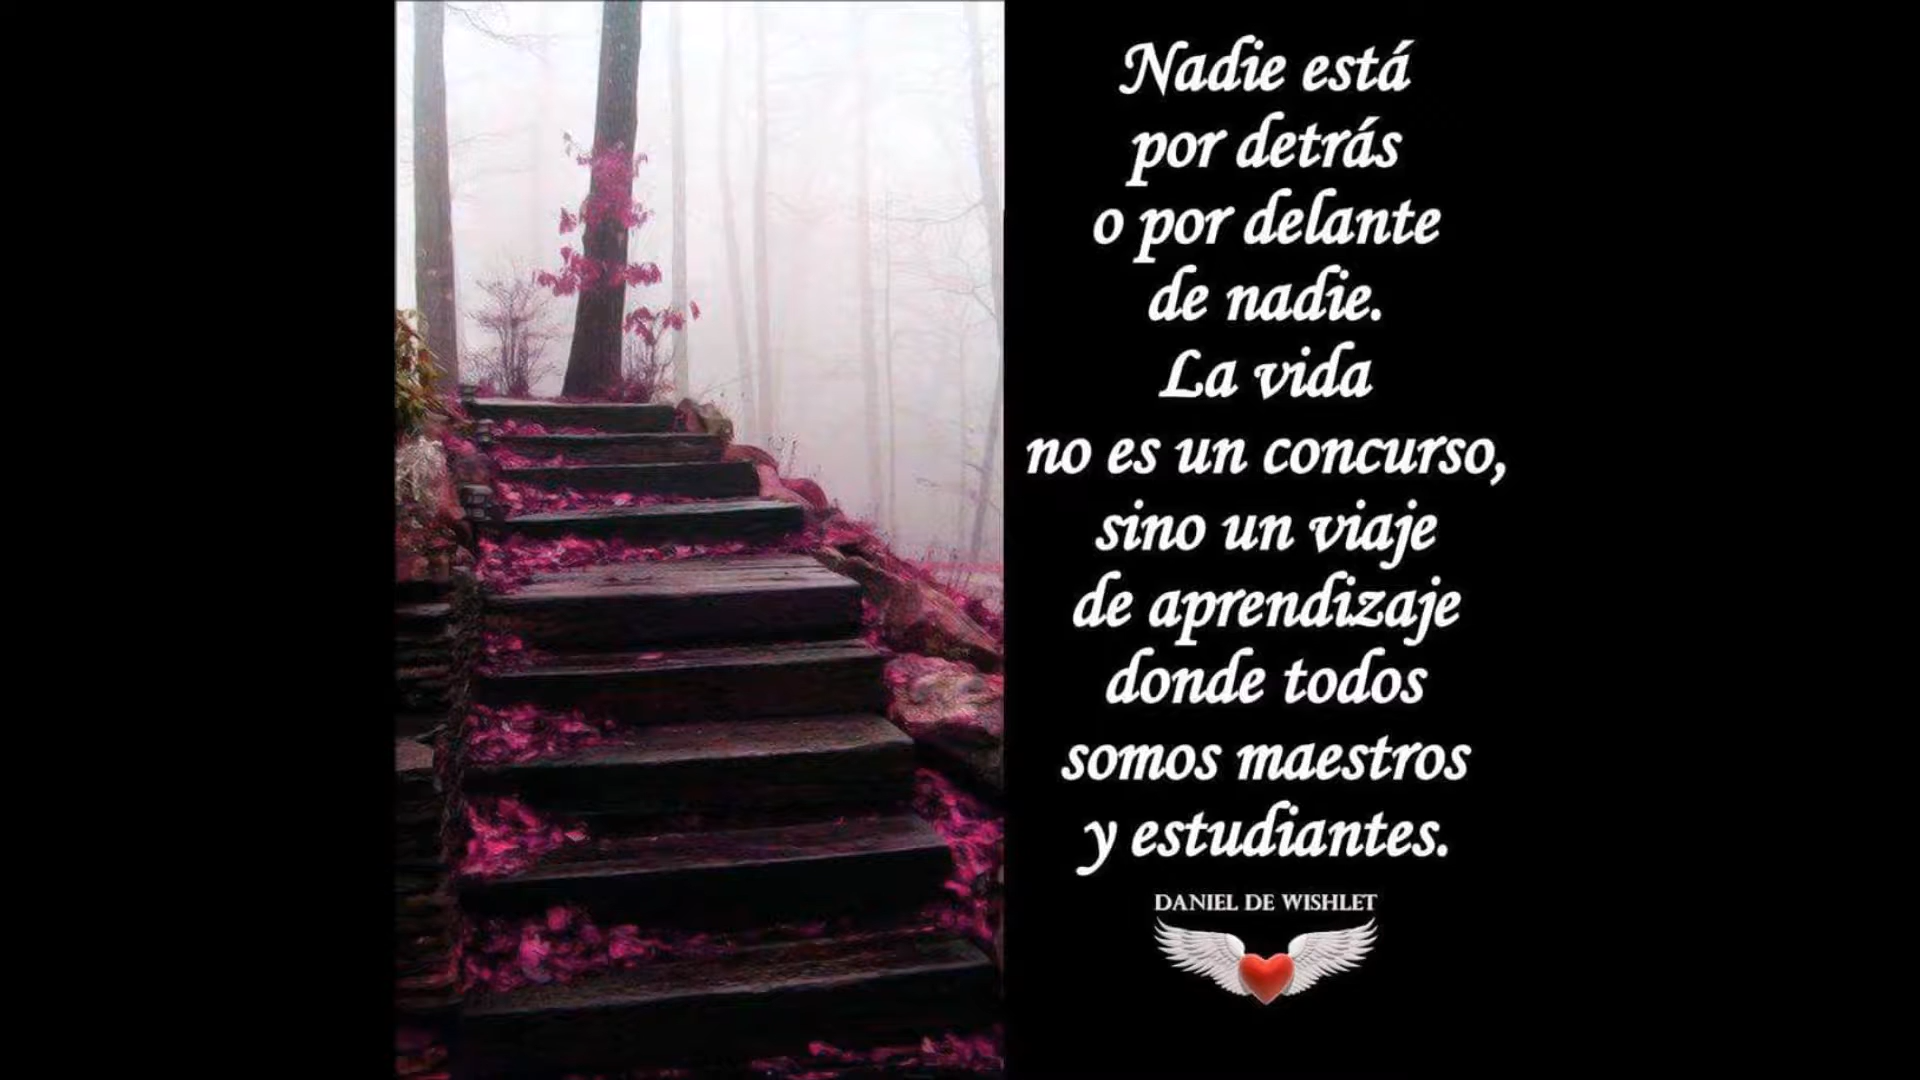 Nadie está
por detrás
o por delante
de nadie.
La vida
no es un concurso,
sino un viaje
de aprendizaje
donde todos
somos maestros
y estudiantes.
DANIEL DE WISHLET